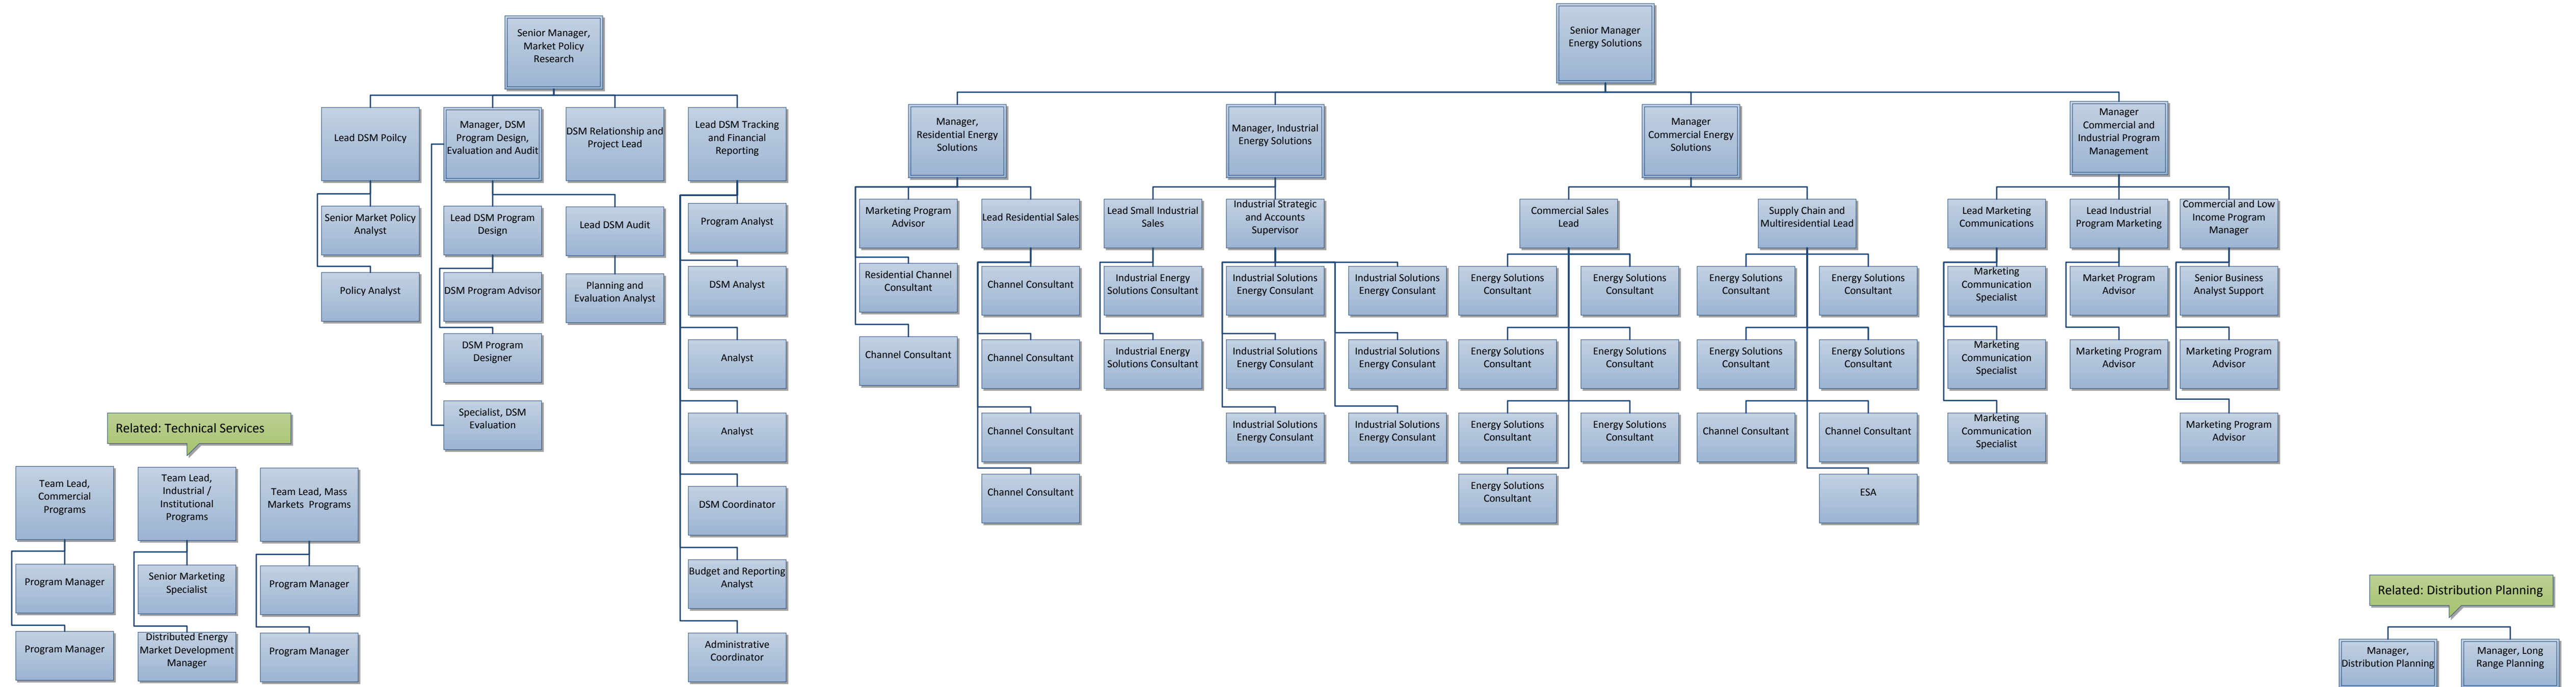 Senior Manager,
Market Policy
Research
Lead DSM Poilcy
Manager, DSM
Program Design,
Evaluation and Audit
DSM Relationship and
Project Lead
Lead DSM Tracking
and Financial
Reporting
Senior Market Policy
Analyst
Policy Analyst
Lead DSM Program
Design
DSM Program Advisor
DSM Program
Designer
Specialist, DSM
Evaluation
Lead DSM Audit
Planning and
Evaluation Analyst
Program Analyst
DSM Analyst
Analyst
Analyst
DSM Coordinator
Budget and Reporting
Analyst
Administrative
Coordinator
Related: Technical Services
Team Lead,
Commercial
Programs
Program Manager
Program Manager
Team Lead,
Industrial /
Institutional
Programs
Senior Marketing
Specialist
Distributed Energy
Market Development
Manager
Team Lead, Mass
Markets Programs
Program Manager
Program Manager
Senior Manager
Energy Solutions
Manager,
Residential Energy
Solutions
Marketing Program
Advisor
Residential Channel
Consultant
Channel Consultant
Lead Residential Sales
Channel Consultant
Channel Consultant
Channel Consultant
Channel Consultant
Manager, Industrial
Energy Solutions
Lead Small Industrial
Sales
Industrial Energy
Solutions Consultant
Industrial Energy
Solutions Consultant
Industrial Strategic
and Accounts
Supervisor
Industrial Solutions
Energy Consulant
Industrial Solutions
Energy Consulant
Industrial Solutions
Energy Consulant
Industrial Solutions
Energy Consulant
Industrial Solutions
Energy Consulant
Industrial Solutions
Energy Consulant
Manager
Commercial Energy
Solutions
Commercial Sales
Lead
Energy Solutions
Consultant
Energy Solutions
Consultant
Energy Solutions
Consultant
Energy Solutions
Consultant
Energy Solutions
Consultant
Energy Solutions
Consultant
Energy Solutions
Consultant
Supply Chain and
Multiresidential Lead
Energy Solutions
Consultant
Energy Solutions
Consultant
Energy Solutions
Consultant
Energy Solutions
Consultant
Channel Consultant
Channel Consultant
ESA
Manager
Commercial and
Industrial Program
Management
Lead Marketing
Communications
Marketing
Communication
Specialist
Marketing
Communication
Specialist
Marketing
Communication
Specialist
Lead Industrial
Program Marketing
Market Program
Advisor
Marketing Program
Advisor
Commercial and Low
Income Program
Manager
Senior Business
Analyst Support
Marketing Program
Advisor
Marketing Program
Advisor
Related: Distribution Planning
Manager,
Distribution Planning
Manager, Long
Range Planning